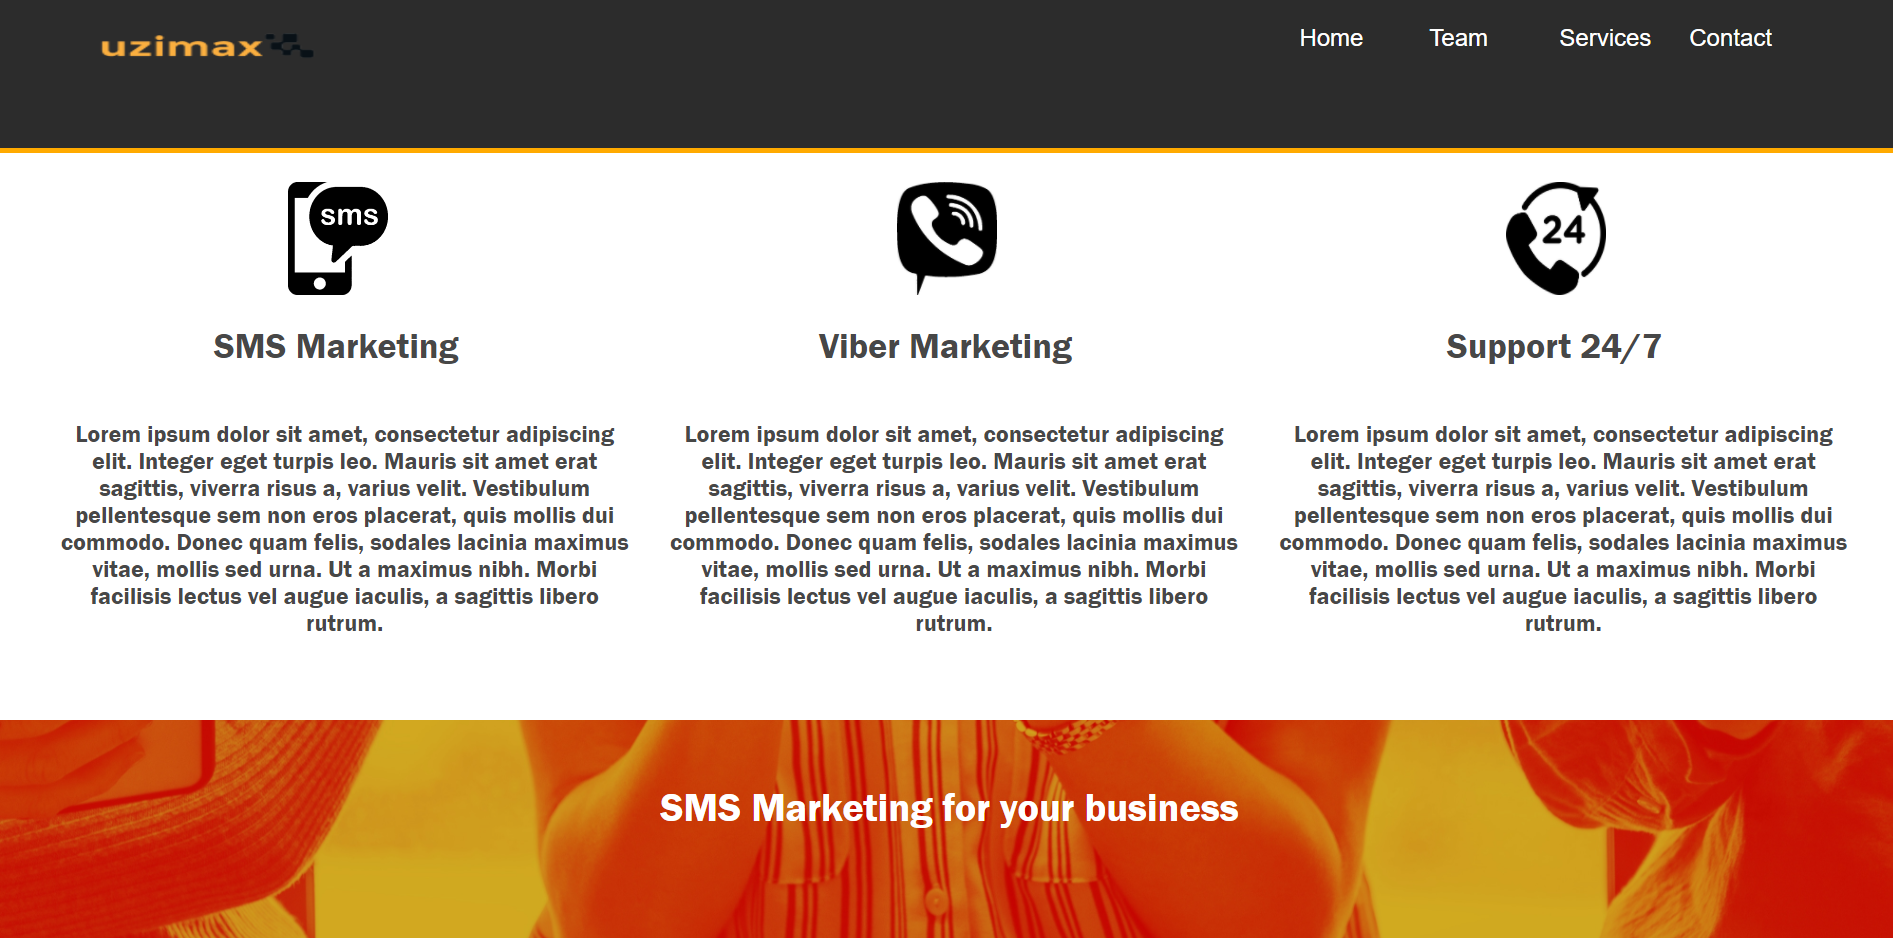 uzimax
Home Team Services Contact
sms
24
SMS Marketing
Viber Marketing
Support 24/7
Lorem ipsum dolor sit amet, consectetur adipiscing
elit. Integer eget turpis leo. Mauris sit amet erat
sagittis, viverra risus a, varius velit. Vestibulum
pellentesque sem non eros placerat, quis mollis dui
commodo. Donec quam felis, sodales lacinia maximus
vitae, mollis sed urna. Ut a maximus nibh. Morbi
facilisis lectus vel augue iaculis, a sagittis libero
rutrum.
Lorem ipsum dolor sit amet, consectetur adipiscing
elit. Integer eget turpis leo. Mauris sit amet erat
sagittis, viverra risus a, varius velit. Vestibulum
pellentesque sem non eros placerat, quis mollis dui
commodo. Donec quam felis, sodales lacinia maximus
vitae, mollis sed urna. Ut a maximus nibh. Morbi
facilisis lectus vel augue iaculis, a sagittis libero
rutrum.
Lorem ipsum dolor sit amet, consectetur adipiscing
elit. Integer eget turpis leo. Mauris sit amet erat
sagittis, viverra risus a, varius velit. Vestibulum
pellentesque sem non eros placerat, quis mollis dui
commodo. Donec quam felis, sodales lacinia maximus
vitae, mollis sed urna. Ut a maximus nibh. Morbi
facilisis lectus vel augue iaculis, a sagittis libero
rutrum.
SMS Marketing for your business